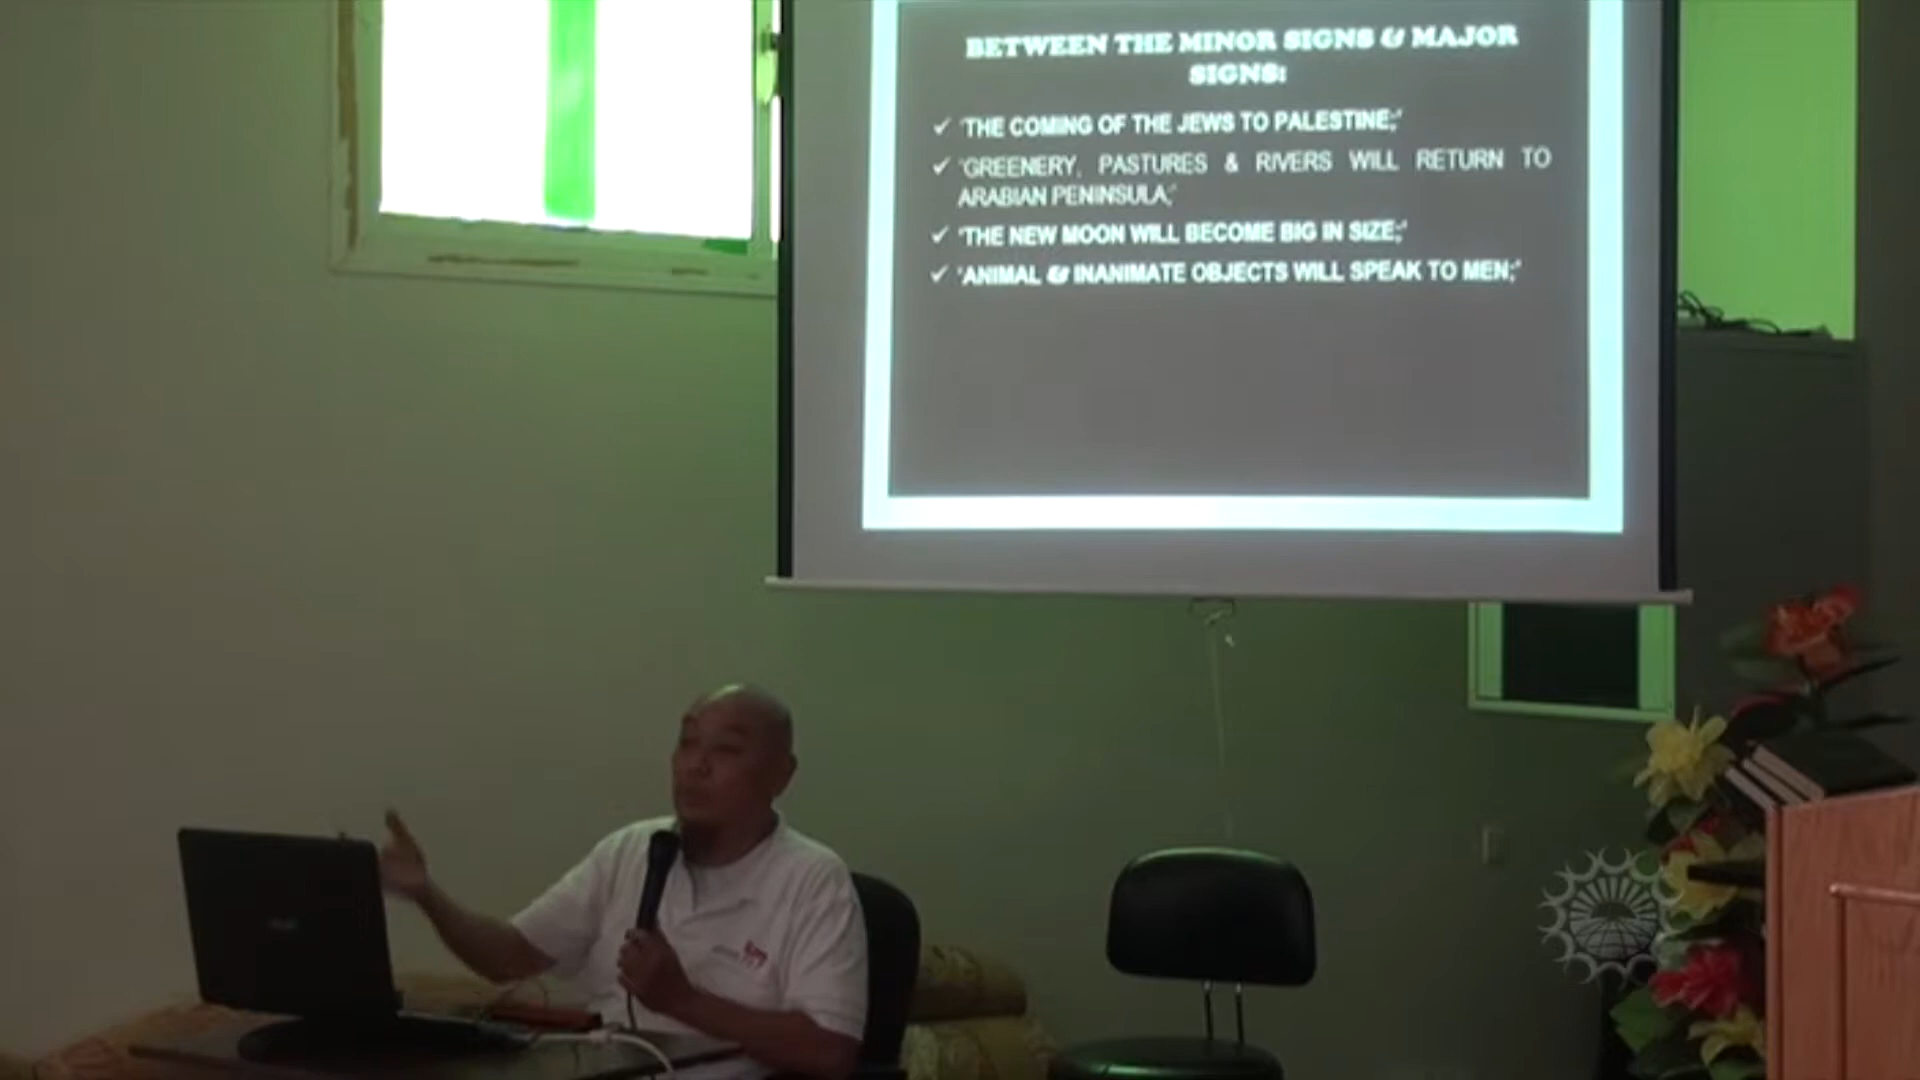 BETWEEN THE MINOR SIGNS & MAJOR
SIGNS:
✓ 'THE COMING OF THE JEWS TO PALESTINE;'
✓ 'GREENERY, PASTURES & RIVERS WILL RETURN TO
ARABIAN PENINSULA;'
✓ 'THE NEW MOON WILL BECOME BIG IN SIZE;'
✓ 'ANIMAL & INANIMATE OBJECTS WILL SPEAK TO MEN;'